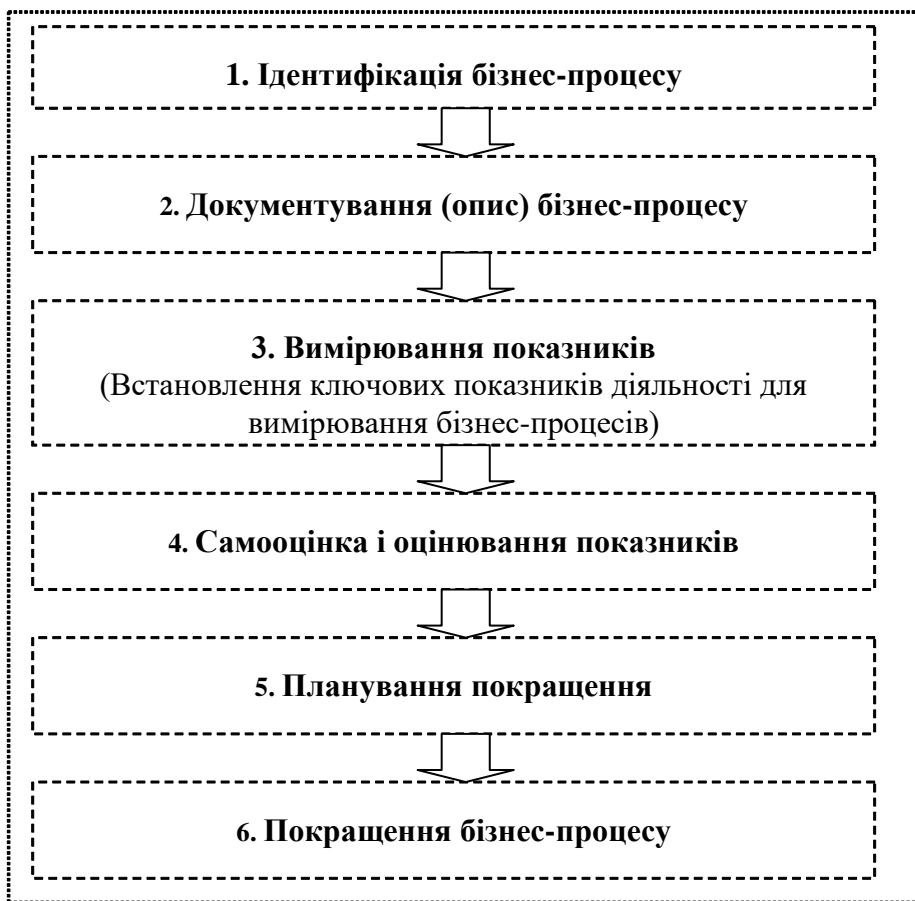 1. Ідентифікація бізнес-процесу
2. Документування (опис) бізнес-процесу
3. Вимірювання показників
(Встановлення ключових показників діяльності для
вимірювання бізнес-процесів)
4. Самооцінка і оцінювання показників
5. Планування покращення
6. Покращення бізнес-процесу